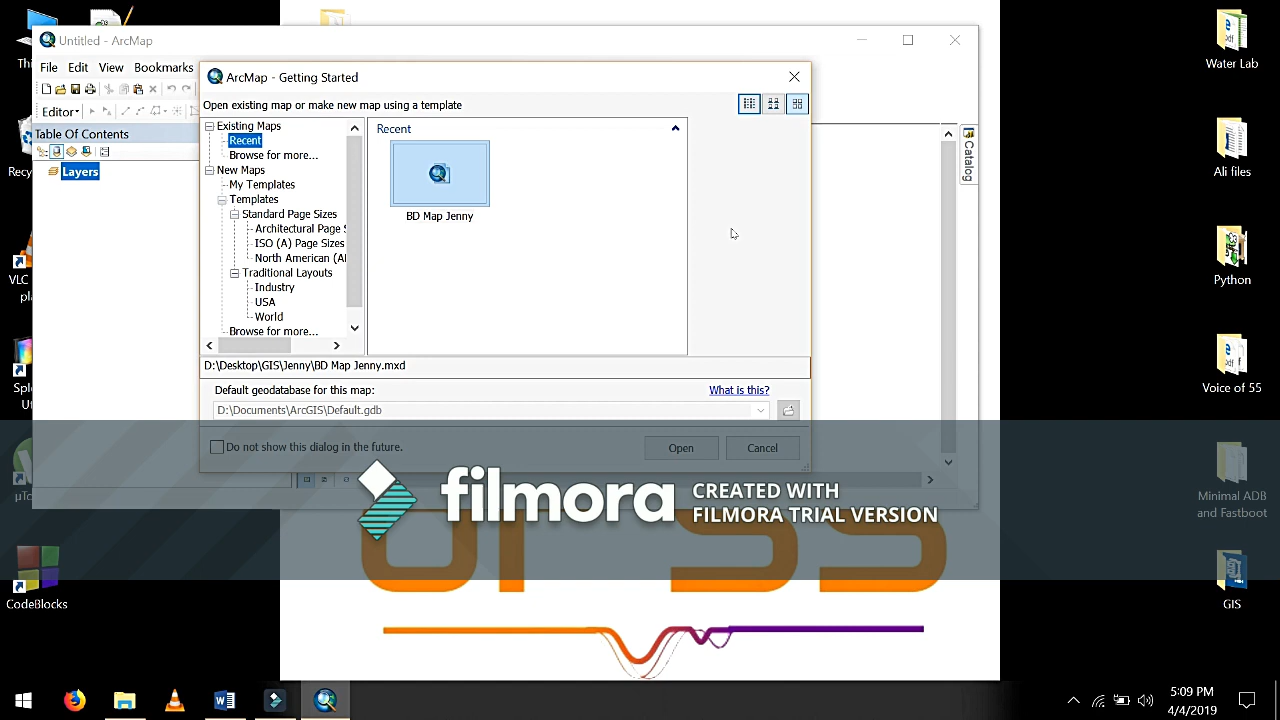 Untitled - ArcMap
File Edit View Bookmarks
Editor
Table Of Contents
Layers
ArcMap - Getting Started
Open existing map or make new map using a template
Existing Maps
Recent
Browse for more...
New Maps
My Templates
Templates
Standard Page Sizes
Architectural Page
ISO (A) Page Sizes
North American
Traditional Layouts
Industry
USA
World
Browse for more...
Recent
BD Map Jenny
D:\Desktop\GIS\Jenny\BD Map Jenny.mxd
Default geodatabase for this map:
What is this?
D:\Documents\ArcGIS\Default.gdb
Do not show this dialog in the future.
Open
Cancel
Catalog
filmora
CREATED WITH
FILMORA TRIAL VERSION
VLC
CodeBlocks
Water Lab
Ali files
Python
Voice of 55
Minimal ADB
and Fastboot
GIS
5:09 PM
4/4/2019